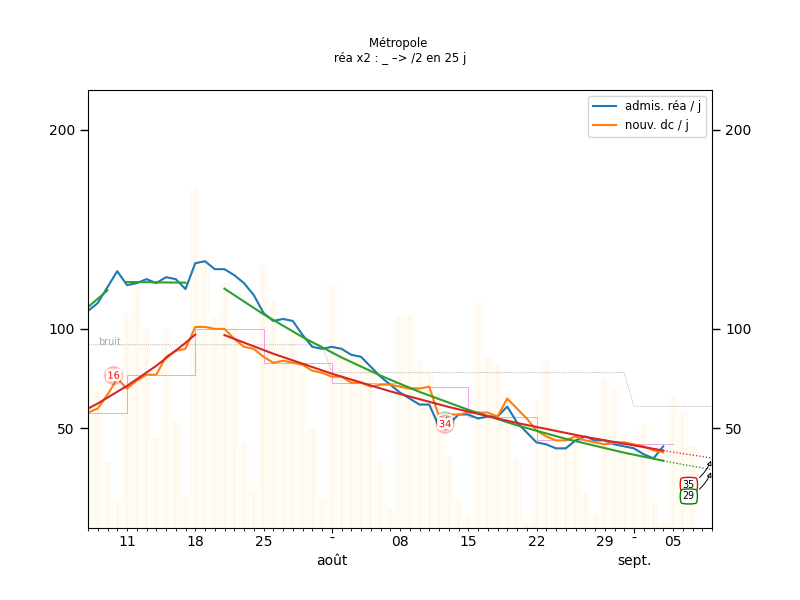 Métropole
réa x2 : _ –> /2 en 25 j
admis. réa / j
nouv. dc / j
200
200
100
100
bruit
16
50
50
34
35
29
11
18
25
-
08
15
22
29
-
05
août
sept.